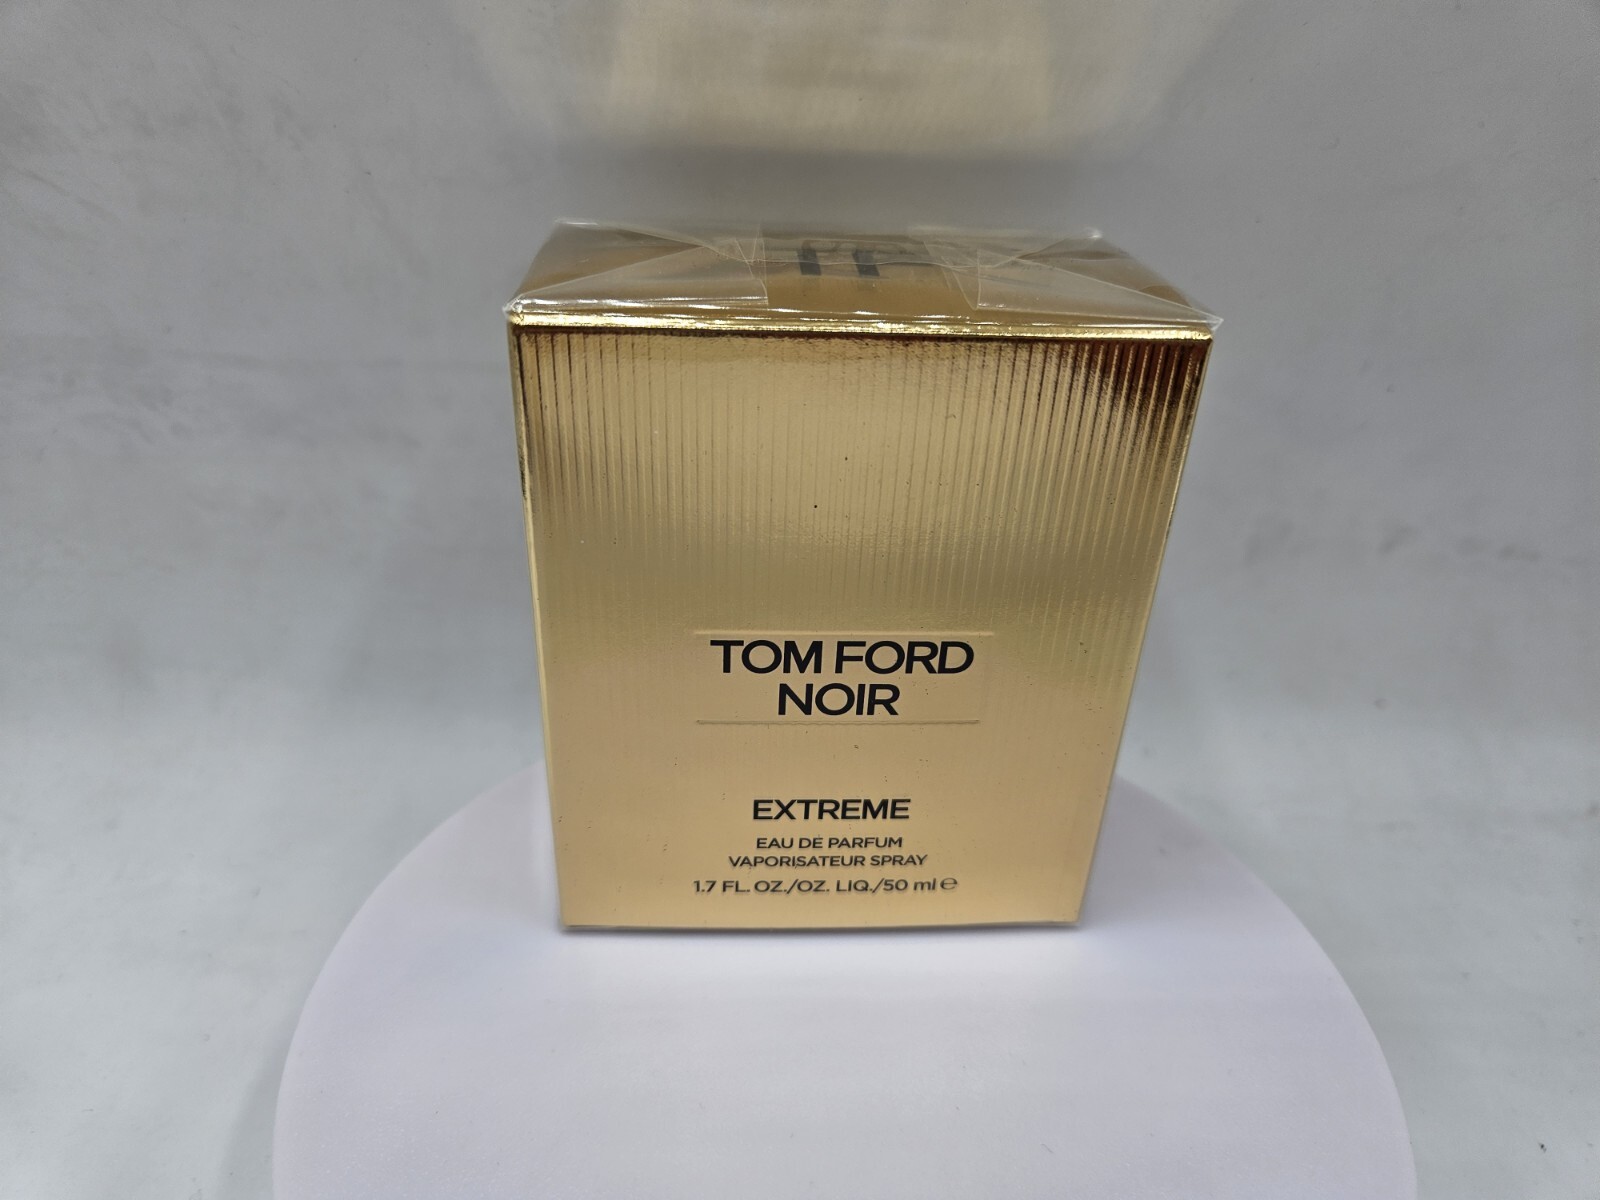 TOM FORD
NOIR
EXTREME
EAU DE PARFUM
VAPORISATEUR SPRAY
1.7 FL. OZ./OZ. LIQ./50 ml ℮